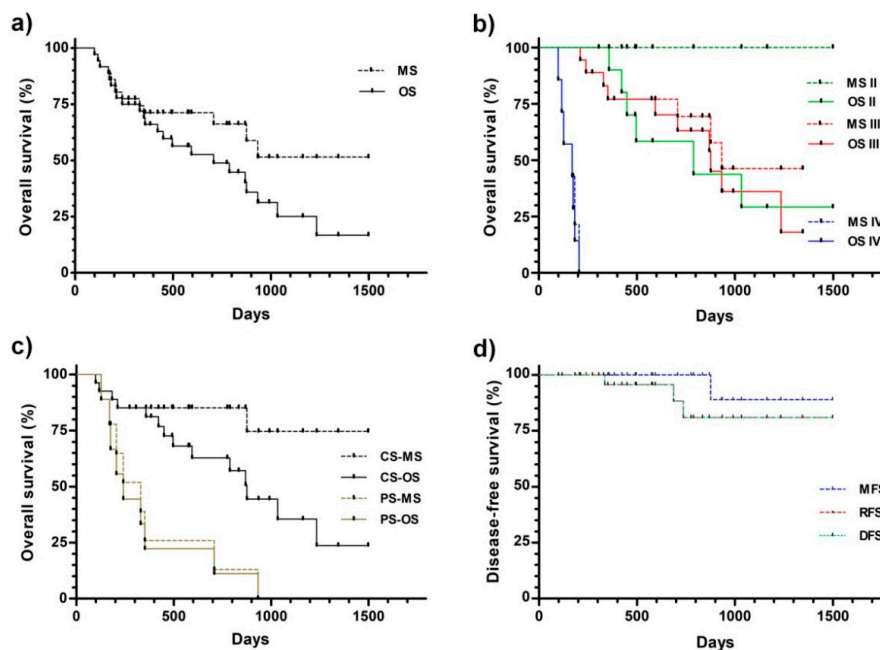 a)
Overall survival (%)
100
75
50
25
0
MS
OS
0 500 1000 1500
Days
b)
Overall survival (%)
100
75
50
25
0
MS II
OS II
MS III
OS III
MS IV
OS IV
0 500 1000 1500
Days
c)
Overall survival (%)
100
75
50
25
0
CS-MS
CS-OS
PS-MS
PS-OS
0 500 1000 1500
Days
d)
Disease-free survival (%)
100
75
50
25
0
MFS
RFS
DFS
0 500 1000 1500
Days